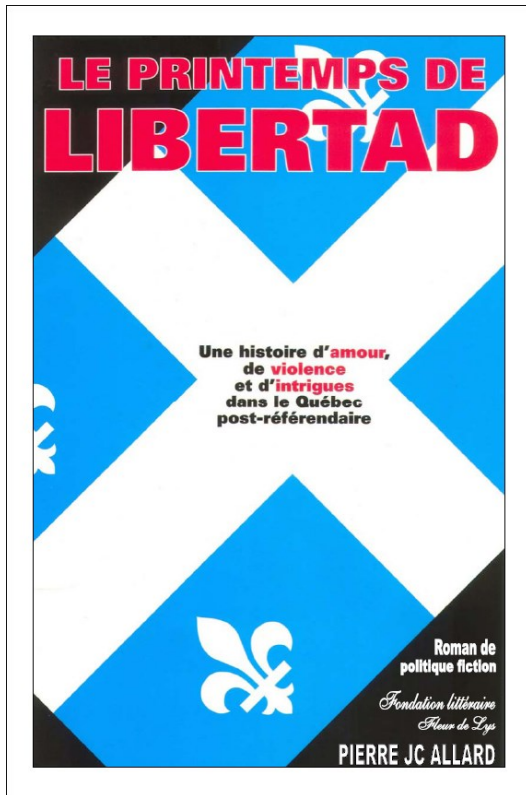 LE PRINTEMPS DE
LIBERTAD
Une histoire d'amour,
de violence
et d'intrigues
dans le Québec
post-référendaire
Roman de
politique fiction
Fondation littéraire
Fleur de Lys
PIERRE JC ALLARD